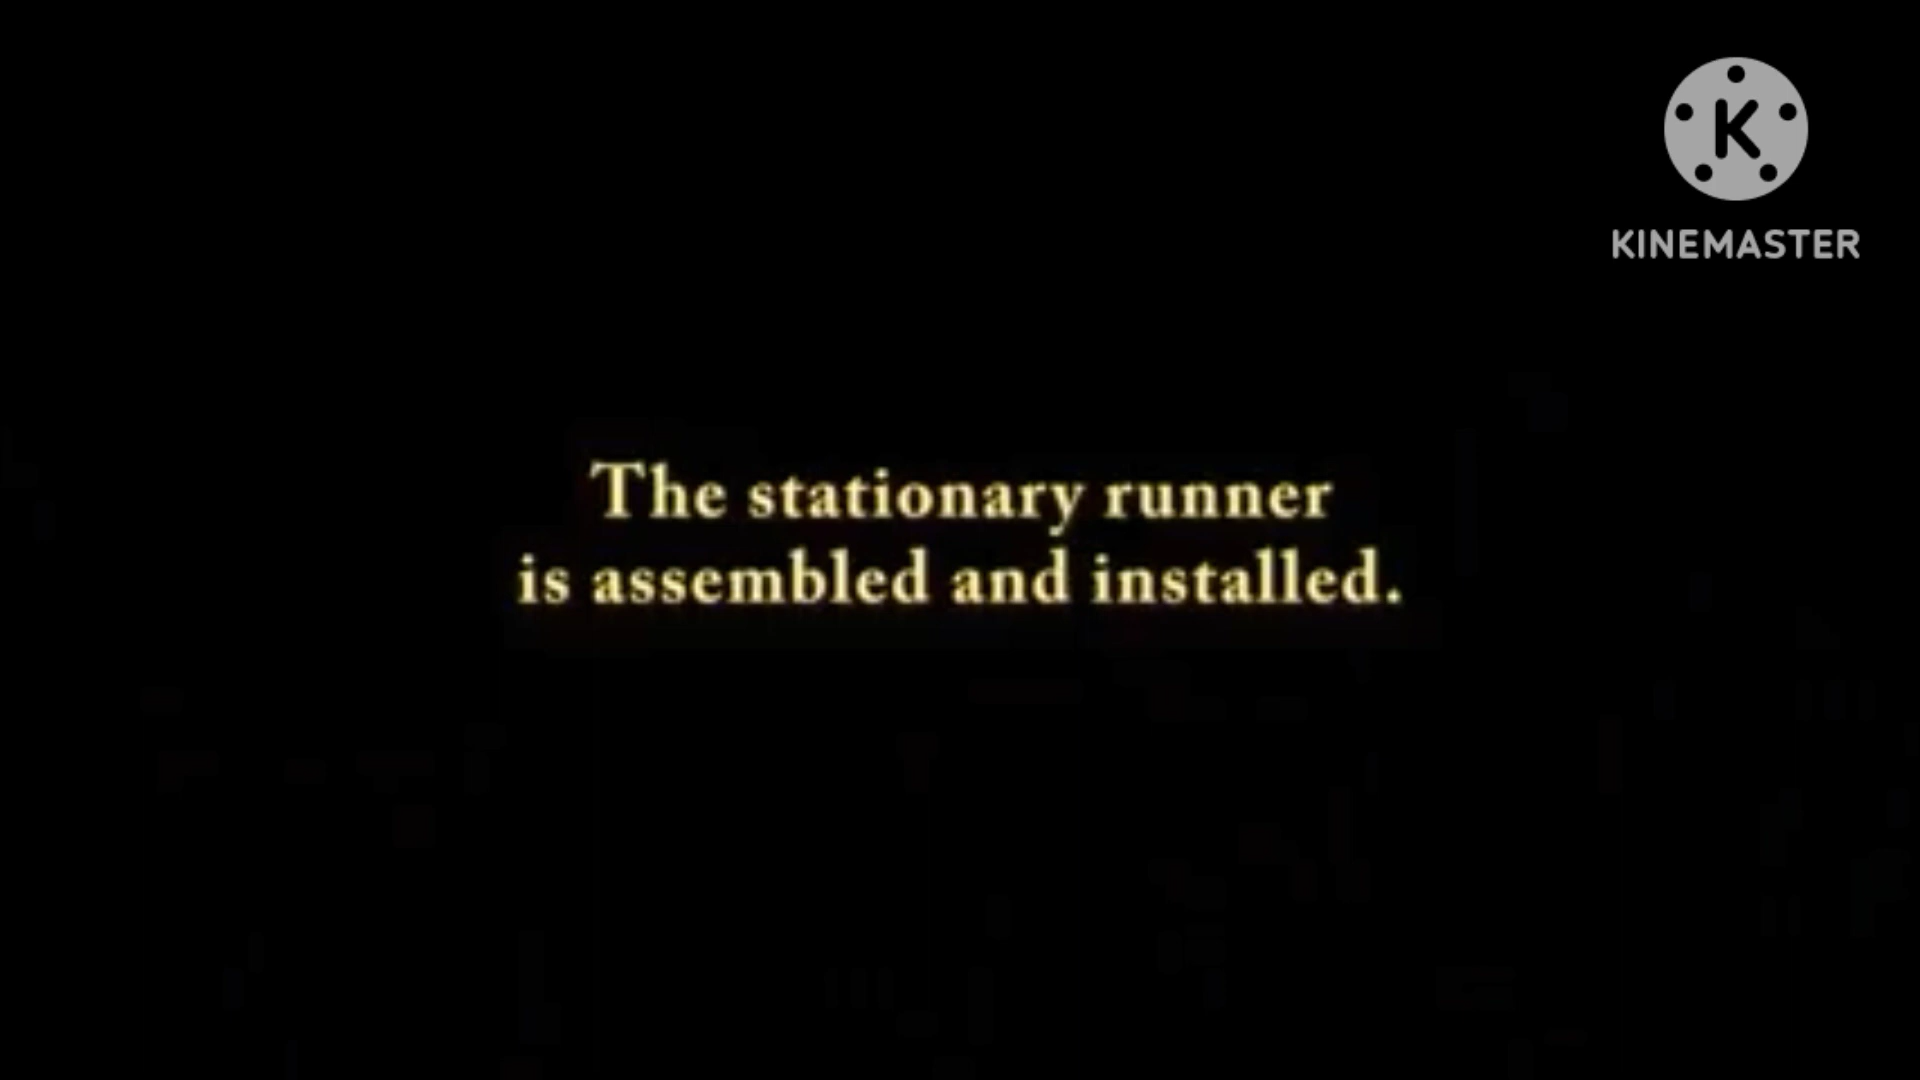 K
KINEMASTER
The stationary runner
is assembled and installed.